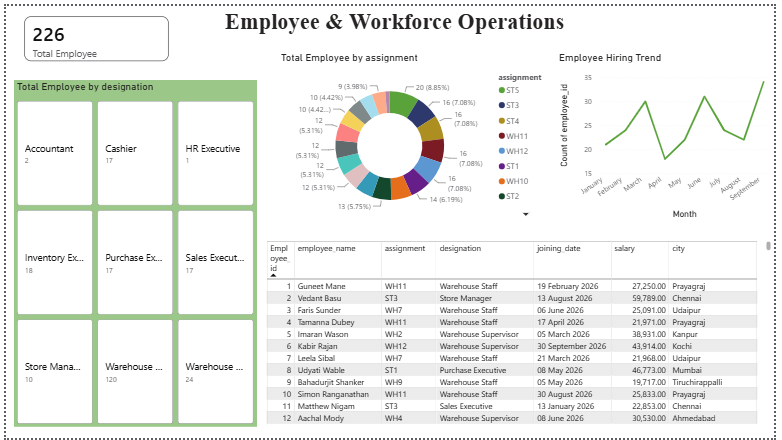 Employee & Workforce Operations
226
Total Employee
Total Employee by designation
Accountant
2
Cashier
17
HR Executive
1
Inventory Ex...
18
Purchase Ex...
17
Sales Execut...
17
Store Mana...
10
Warehouse ...
120
Warehouse ...
24
Total Employee by assignment
20 (8.85%)
16 (7.08%)
16
(7.08%)
16
(7.08%)
16
(7.08%)
14 (6.19%)
13 (5.75%)
12 (5.31%)
12
(5.31%)
12
(5.31%)
12
(5.31%)
10 (4.42...)
10 (4.42%)
9 (3.98%)
assignment
ST5
ST3
ST4
WH11
WH12
ST1
WH10
ST2
Employee Hiring Trend
Count of employee_id
35
30
25
20
15
January
February
March
April
May
June
July
August
September
Month
Empl
oyee_
id
employee_name assignment designation joining_date salary city
1 Guneet Mane WH11 Warehouse Staff 19 February 2026 27,250.00 Prayagraj
2 Vedant Basu ST3 Store Manager 13 August 2026 59,789.00 Chennai
3 Faris Sunder WH7 Warehouse Staff 06 June 2026 25,091.00 Udaipur
4 Tamanna Dubey WH11 Warehouse Staff 17 April 2026 21,971.00 Prayagraj
5 Imaran Wason WH2 Warehouse Supervisor 05 March 2026 38,931.00 Kanpur
6 Kabir Rajan WH12 Warehouse Supervisor 30 September 2026 43,914.00 Kochi
7 Leela Sibal WH7 Warehouse Staff 21 March 2026 21,968.00 Udaipur
8 Udyati Wable ST1 Purchase Executive 08 May 2026 46,773.00 Mumbai
9 Bahadurjit Shanker WH9 Warehouse Staff 05 May 2026 19,717.00 Tiruchirappalli
10 Simon Ranganathan WH11 Warehouse Staff 30 August 2026 25,833.00 Prayagraj
11 Matthew Nigam ST3 Sales Executive 13 January 2026 22,853.00 Chennai
12 Aachal Mody WH4 Warehouse Supervisor 08 June 2026 30,530.00 Ahmedabad